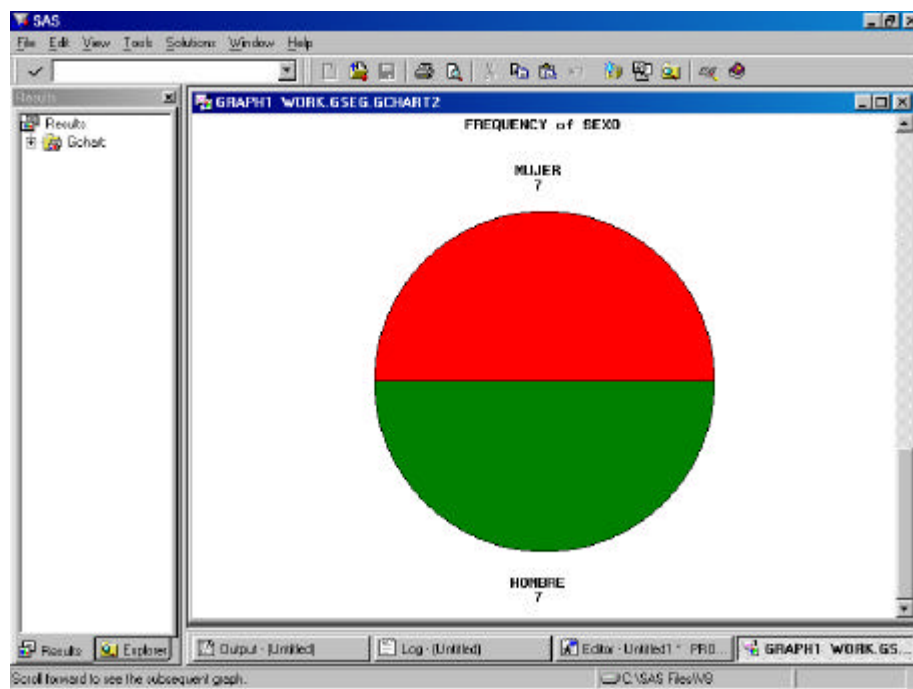 SAS
File Edit View Tools Solutions Window Help
Results
GRAPH1 WORK.GSEG.GCHART2
Results
Gchart
FREQUENCY of SEXO
MUJER
7
HOMBRE
7
Results Explorer
Output - (Untitled) Log - (Untitled) Editor - Untitled1 * PRO... GRAPH1 WORK.GS...
Scroll forward to see the subsequent graph. C:\SAS Files\V8